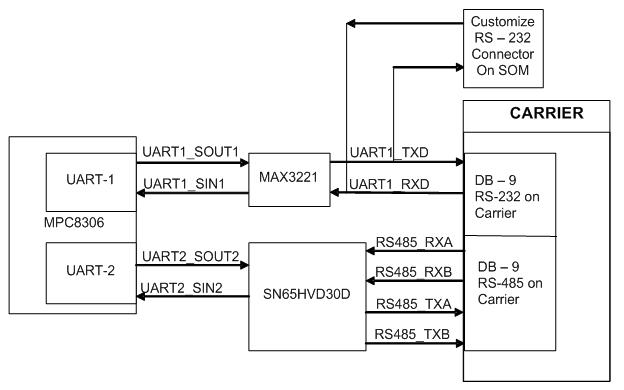 Customize
RS – 232
Connector
On SOM
CARRIER
UART1_SOUT1
UART1_TXD
UART-1
MAX3221
DB – 9
RS-232 on
Carrier
UART1_SIN1
UART1_RXD
MPC8306
UART2_SOUT2
RS485_RXA
UART-2
RS485_RXB
DB – 9
RS-485 on
Carrier
UART2_SIN2
SN65HVD30D
RS485_TXA
RS485_TXB